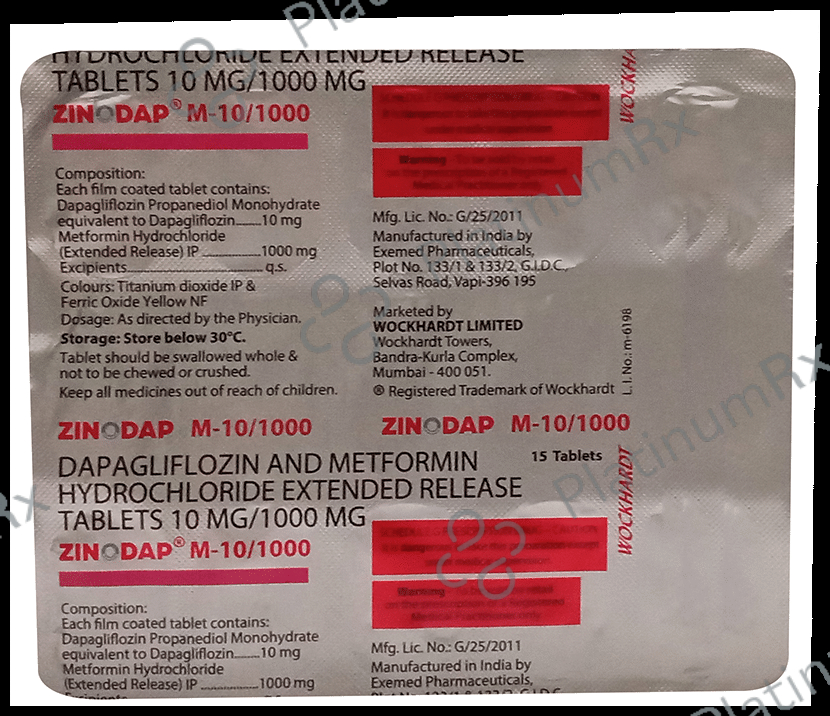 HYDROCHLORIDE EXTENDED RELEASE
TABLETS 10 MG/1000 MG
ZINODAP® M-10/1000
Composition:
Each film coated tablet contains:
Dapagliflozin Propanediol Monohydrate
equivalent to Dapagliflozin.......10 mg
Metformin Hydrochloride
(Extended Release) IP ................1000 mg
Excipients..................................... q.s.
Colours: Titanium dioxide IP &
Ferric Oxide Yellow NF
Dosage: As directed by the Physician.
Storage: Store below 30°C.
Tablet should be swallowed whole &
not to be chewed or crushed.
Keep all medicines out of reach of children.
ZINODAP M-10/1000
WOCKHARDT
Warning
Mfg. Lic. No.: G/25/2011
Manufactured in India by
Exemed Pharmaceuticals,
Plot No. 133/1 & 133/2, G.I.D.C.,
Selvas Road, Vapi-396 195
Marketed by
WOCKHARDT LIMITED
Wockhardt Towers,
Bandra-Kurla Complex,
Mumbai - 400 051.
® Registered Trademark of Wockhardt
L.I. No.: m-6198
ZINODAP M-10/1000
DAPAGLIFLOZIN AND METFORMIN
HYDROCHLORIDE EXTENDED RELEASE
TABLETS 10 MG/1000 MG
15 Tablets
WOCKHARDT
ZINODAP® M-10/1000
Warning
Composition:
Each film coated tablet contains:
Dapagliflozin Propanediol Monohydrate
equivalent to Dapagliflozin.......10 mg
Metformin Hydrochloride
(Extended Release) IP ................1000 mg
Mfg. Lic. No.: G/25/2011
Manufactured in India by
Exemed Pharmaceuticals,
PlatinumRx
PlatinumRx